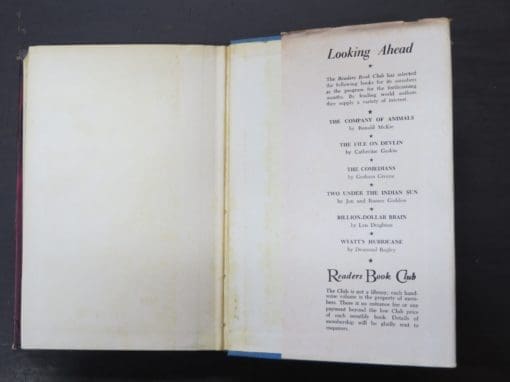 Looking Ahead
The Readers Book Club has selected
the following books for its members
as the program for the forthcoming
months. By leading world authors
they supply a variety of interest.
THE COMPANY OF ANIMALS
by Ronald McKie
THE FILE ON DEVLIN
by Catherine Gaskin
THE COMEDIANS
by Graham Greene
TWO UNDER THE INDIAN SUN
by Jon and Rumer Godden
BILLION-DOLLAR BRAIN
by Len Deighton
WYATT'S HURRICANE
by Desmond Bagley
Readers Book Club
The Club is not a library; each hand-
some volume is the property of mem-
bers. There is no entrance fee or any
payment beyond the low Club price
of each monthly book. Details of
membership will be gladly sent to
enquirers.